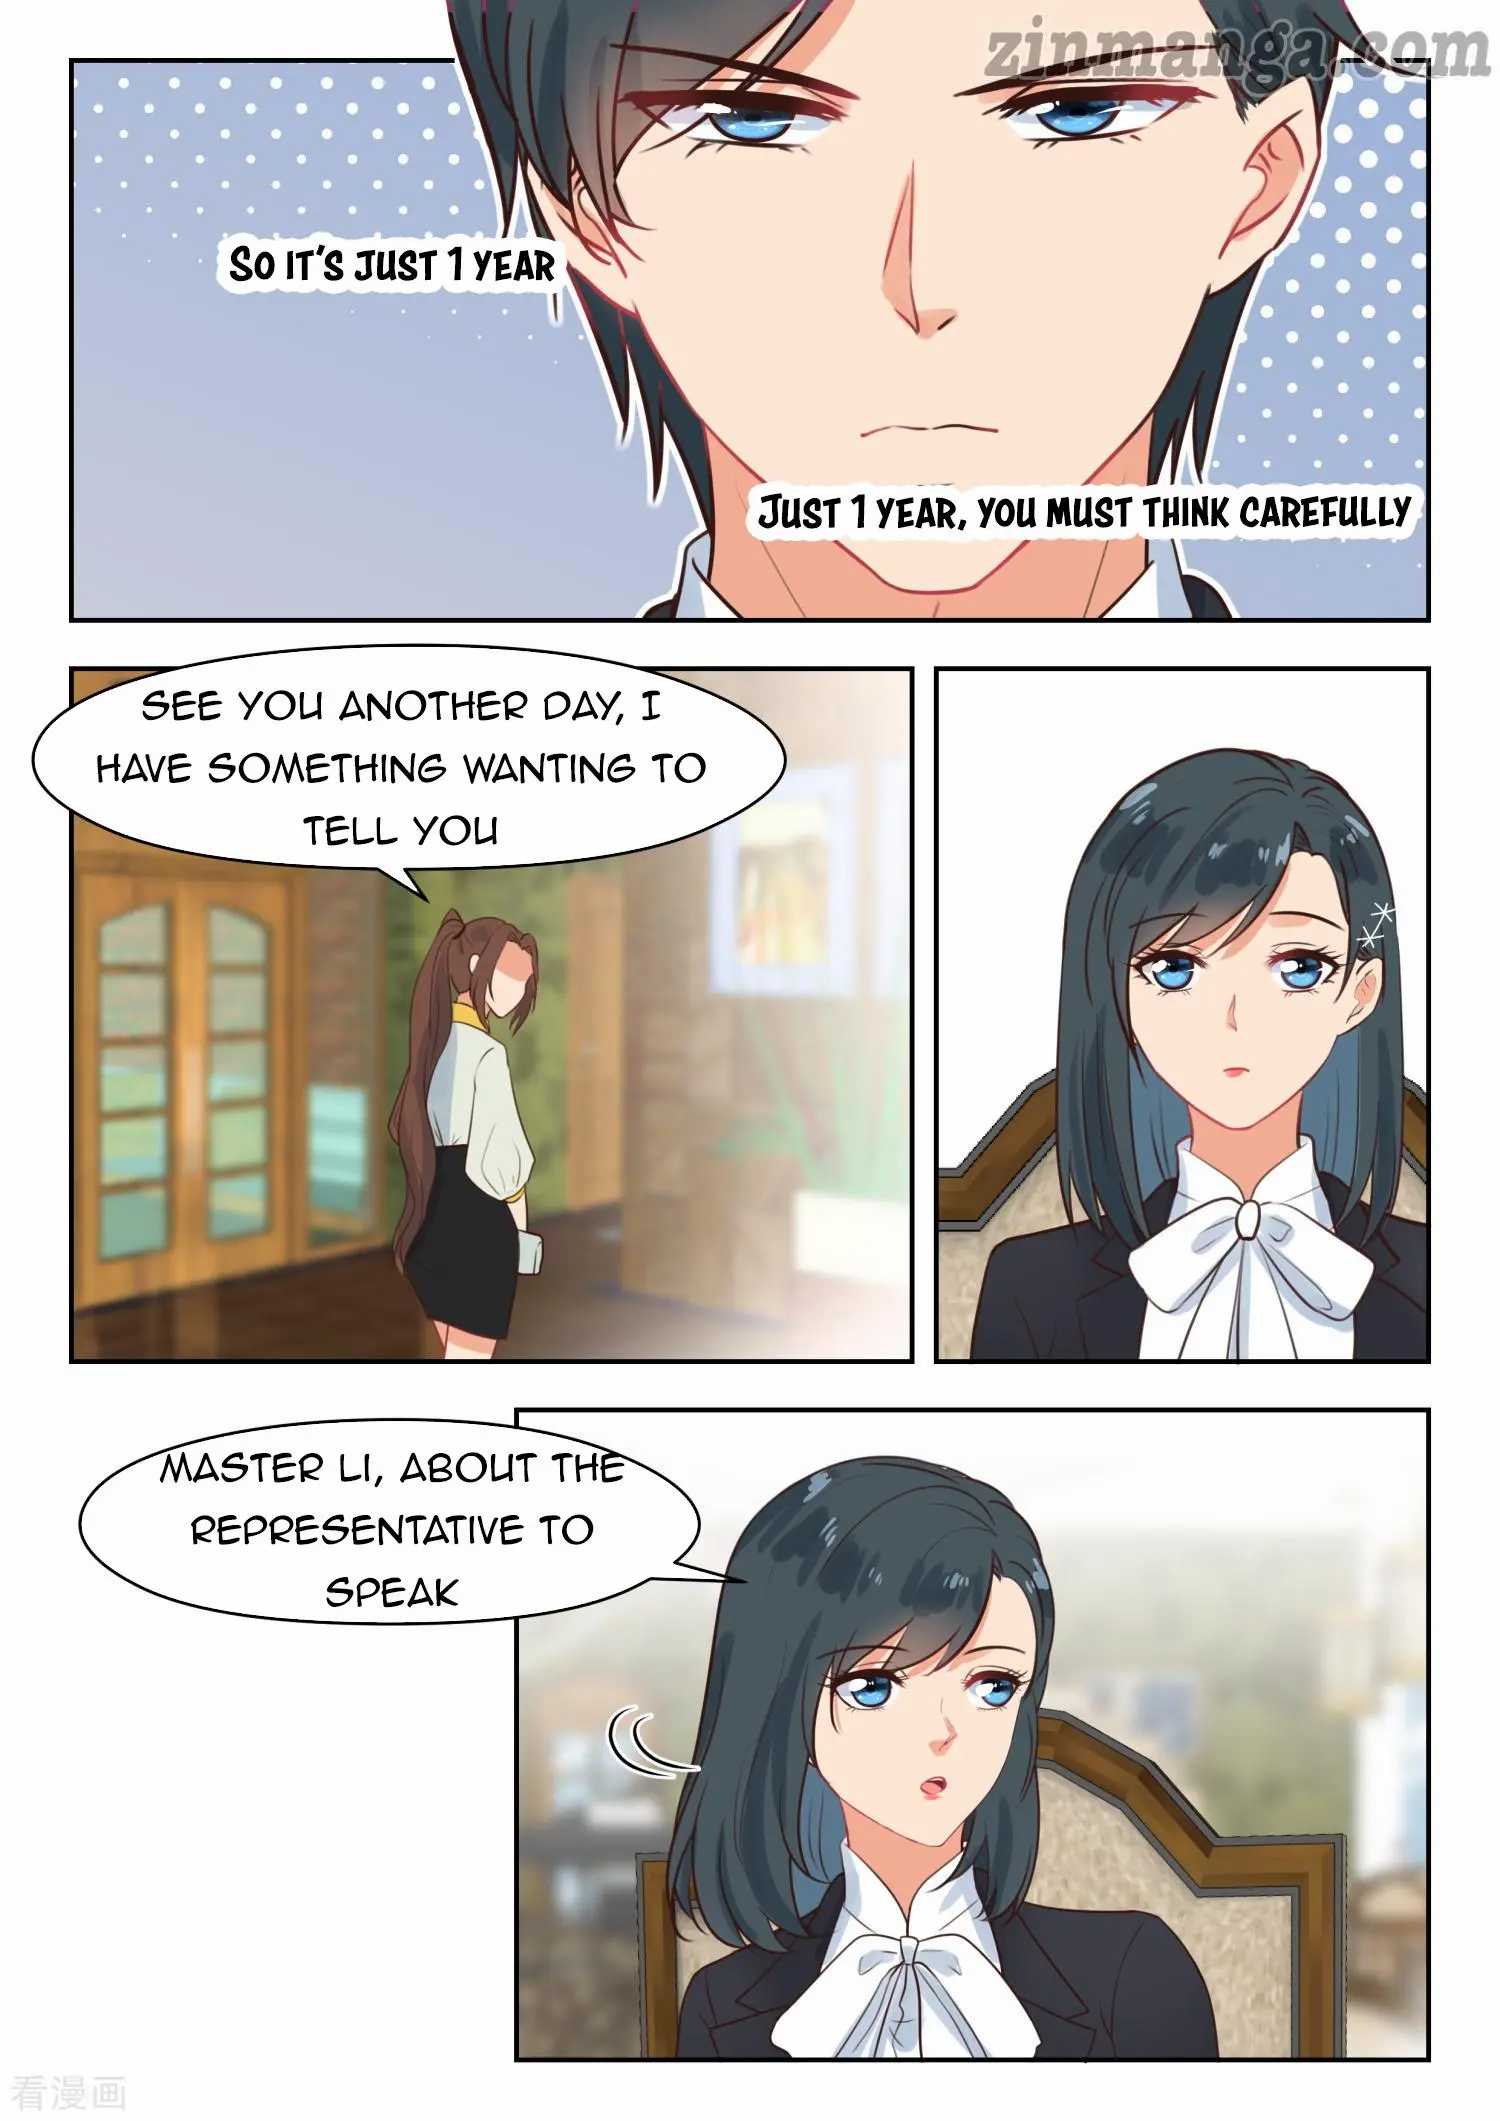 zinmanga.com
SO IT'S JUST 1 YEAR
JUST 1 YEAR, YOU MUST THINK CAREFULLY
SEE YOU ANOTHER DAY, I
HAVE SOMETHING WANTING TO
TELL YOU
MASTER LI, ABOUT THE
REPRESENTATIVE TO
SPEAK
看漫画